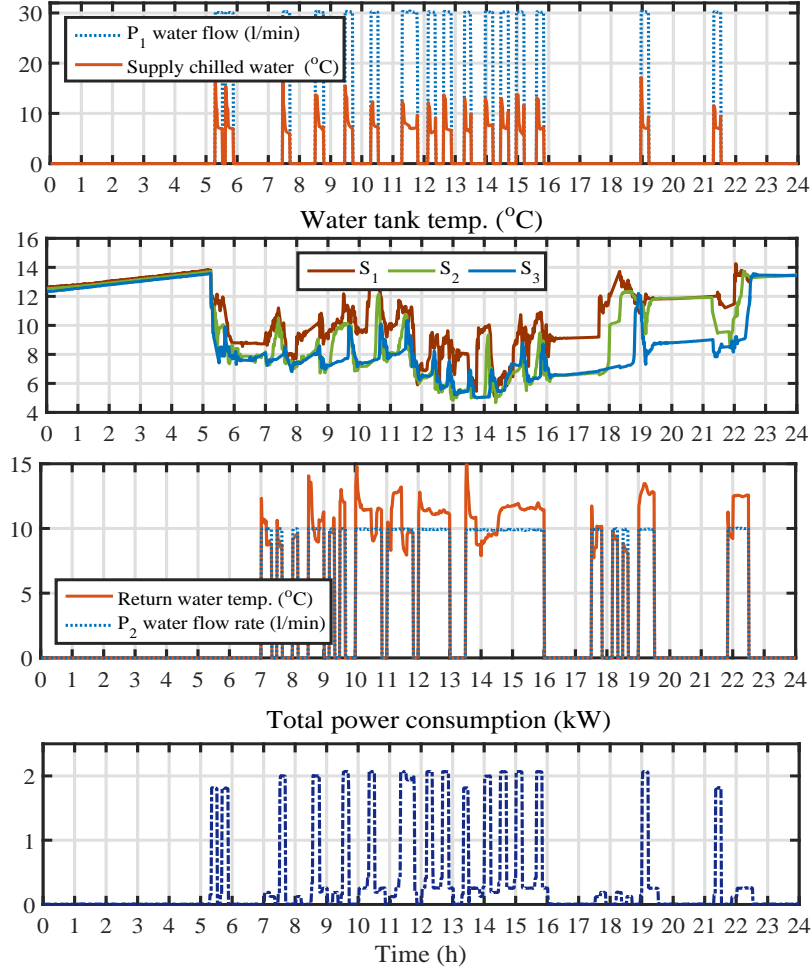 30
20
10
0
P1 water flow (l/min)
Supply chilled water (oC)
0 1 2 3 4 5 6 7 8 9 10 11 12 13 14 15 16 17 18 19 20 21 22 23 24
Water tank temp. (oC)
16
14
12
10
8
6
4
S1 S2 S3
0 1 2 3 4 5 6 7 8 9 10 11 12 13 14 15 16 17 18 19 20 21 22 23 24
15
10
5
0
Return water temp. (oC)
P2 water flow rate (l/min)
0 1 2 3 4 5 6 7 8 9 10 11 12 13 14 15 16 17 18 19 20 21 22 23 24
Total power consumption (kW)
2
1
0
0 1 2 3 4 5 6 7 8 9 10 11 12 13 14 15 16 17 18 19 20 21 22 23 24
Time (h)